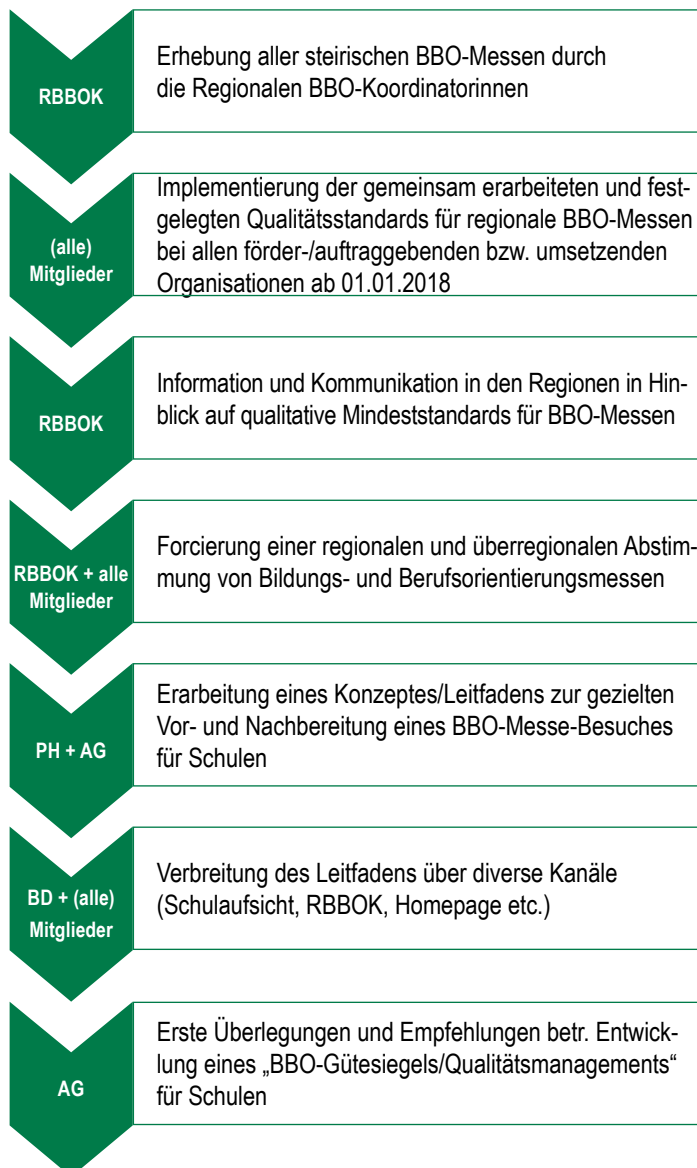 RBBOK
Erhebung aller steirischen BBO-Messen durch
die Regionalen BBO-Koordinatorinnen
(alle)
Mitglieder
Implementierung der gemeinsam erarbeiteten und fest-
gelegten Qualitätsstandards für regionale BBO-Messen
bei allen förder-/auftraggebenden bzw. umsetzenden
Organisationen ab 01.01.2018
RBBOK
Information und Kommunikation in den Regionen in Hin-
blick auf qualitative Mindeststandards für BBO-Messen
RBBOK + alle
Mitglieder
Forcierung einer regionalen und überregionalen Abstim-
mung von Bildungs- und Berufsorientierungsmessen
PH + AG
Erarbeitung eines Konzeptes/Leitfadens zur gezielten
Vor- und Nachbereitung eines BBO-Messe-Besuches
für Schulen
BD + (alle)
Mitglieder
Verbreitung des Leitfadens über diverse Kanäle
(Schulaufsicht, RBBOK, Homepage etc.)
AG
Erste Überlegungen und Empfehlungen betr. Entwick-
lung eines „BBO-Gütesiegels/Qualitätsmanagements“
für Schulen